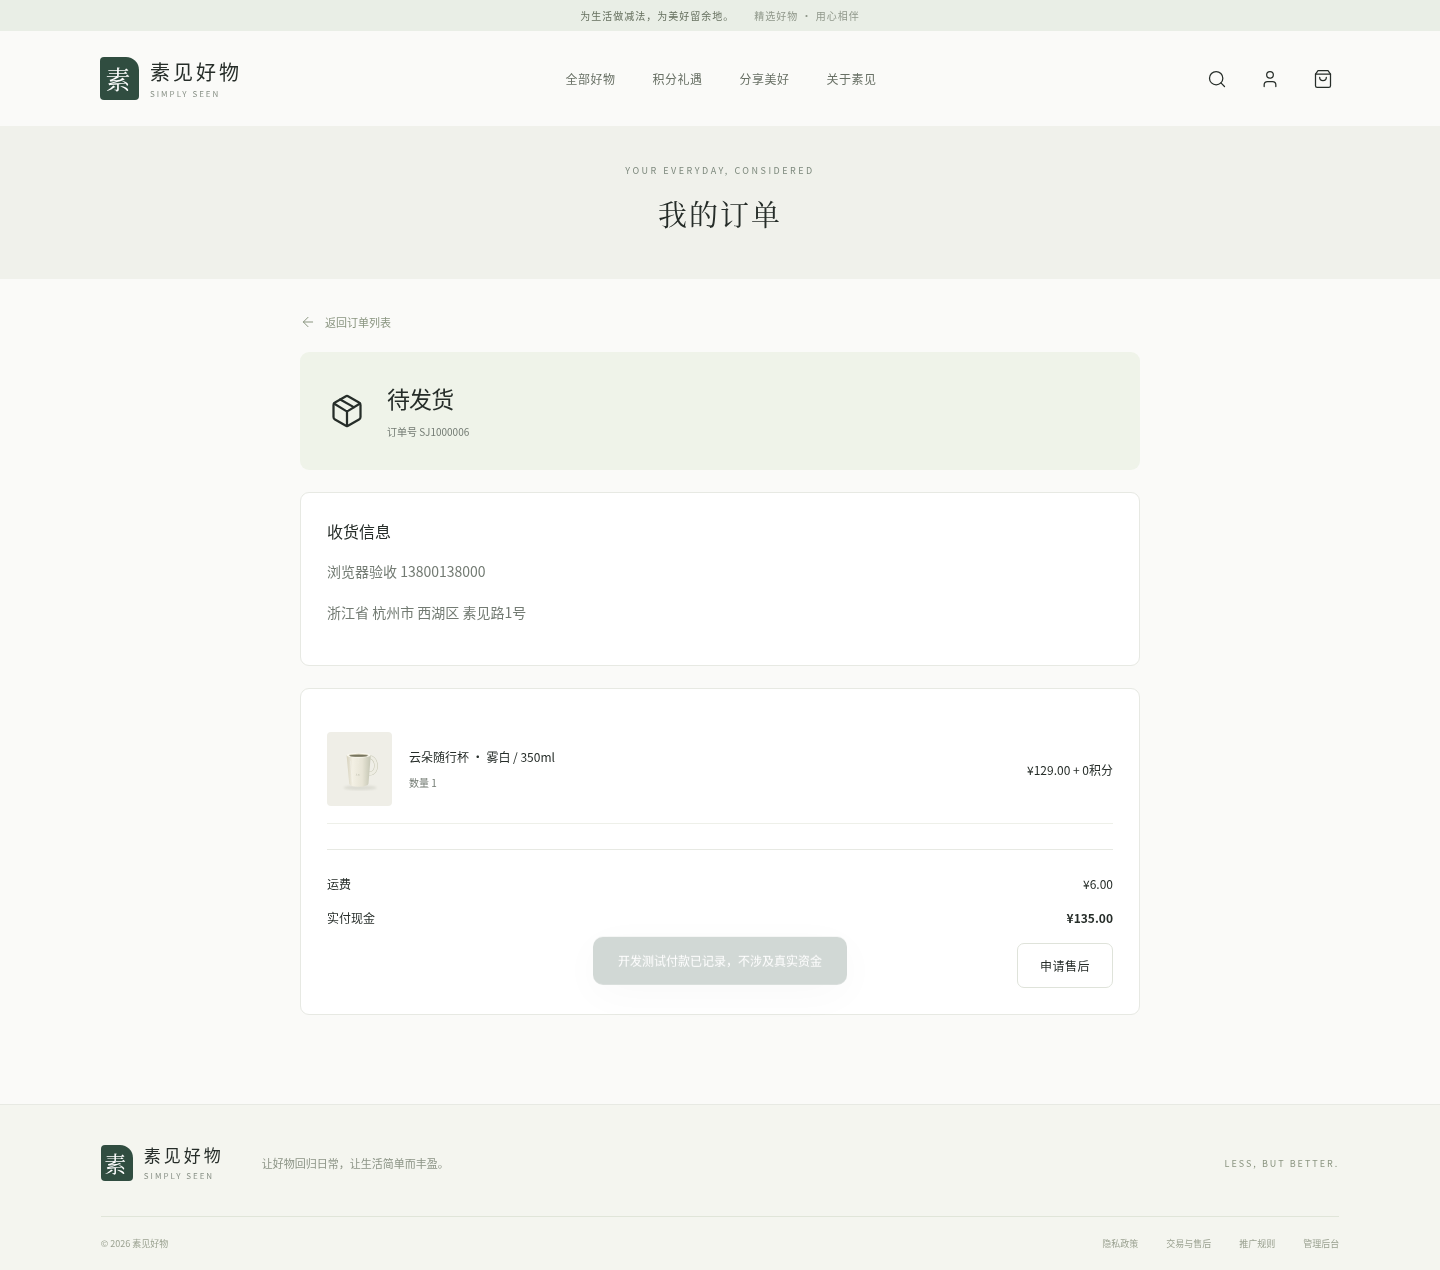 为生活做减法，为美好留余地。 精选好物 · 用心相伴
素 素见好物
SIMPLY SEEN
全部好物 积分礼遇 分享美好 关于素见
YOUR EVERYDAY, CONSIDERED
我的订单
返回订单列表
待发货
订单号 SJ1000006
收货信息
浏览器验收 13800138000
浙江省 杭州市 西湖区 素见路1号
云朵随行杯 · 雾白 / 350ml
数量 1
¥129.00 + 0积分
运费 ¥6.00
实付现金 ¥135.00
开发测试付款已记录，不涉及真实资金
申请售后
素 素见好物
SIMPLY SEEN
让好物回归日常，让生活简单而丰盈。
LESS, BUT BETTER.
© 2026 素见好物
隐私政策 交易与售后 推广规则 管理后台